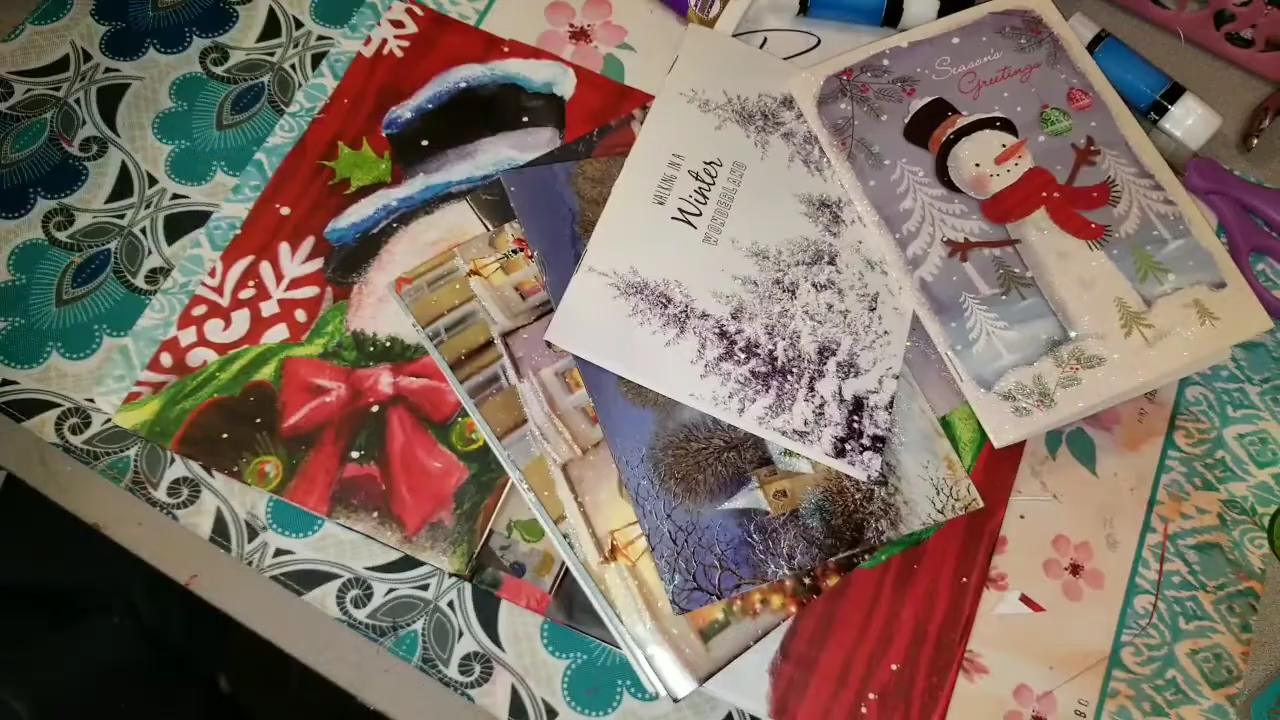 WALKING IN A
Winter
WONDERLAND
Season's
Greetings